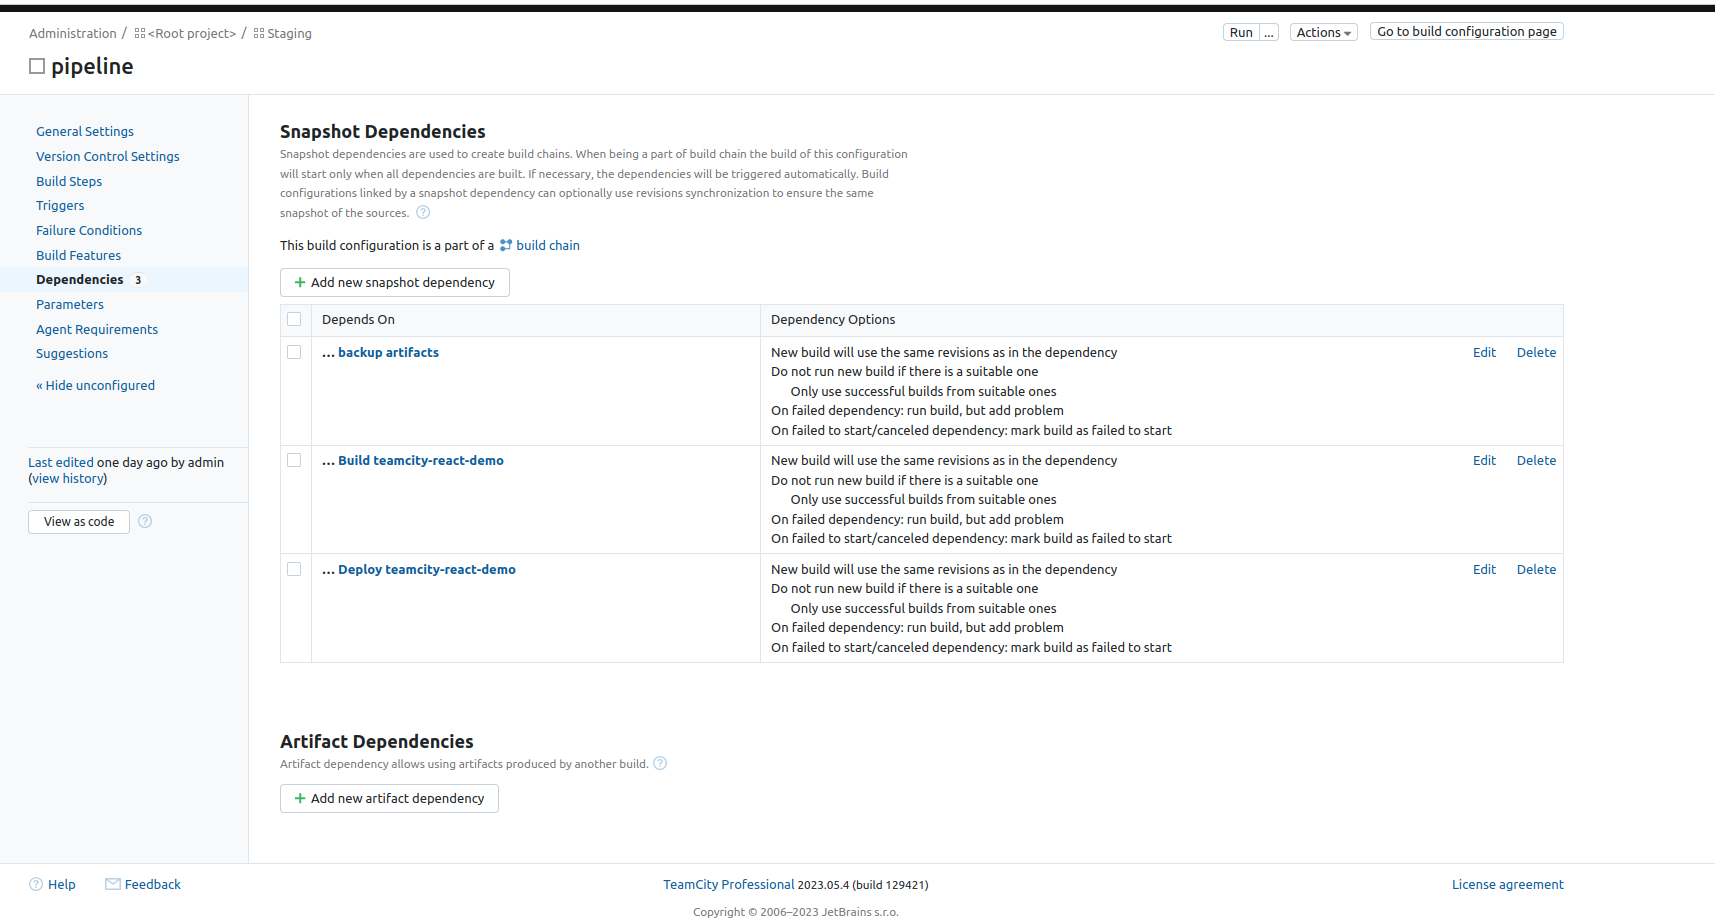 Administration / <Root project> / Staging
Run ... Actions Go to build configuration page
pipeline
General Settings
Version Control Settings
Build Steps
Triggers
Failure Conditions
Build Features
Dependencies 3
Parameters
Agent Requirements
Suggestions
« Hide unconfigured
Last edited one day ago by admin
(view history)
View as code ?
Snapshot Dependencies
Snapshot dependencies are used to create build chains. When being a part of build chain the build of this configuration
will start only when all dependencies are built. If necessary, the dependencies will be triggered automatically. Build
configurations linked by a snapshot dependency can optionally use revisions synchronization to ensure the same
snapshot of the sources. ?
This build configuration is a part of a build chain
+ Add new snapshot dependency
Depends On Dependency Options
... backup artifacts
New build will use the same revisions as in the dependency Edit Delete
Do not run new build if there is a suitable one
Only use successful builds from suitable ones
On failed dependency: run build, but add problem
On failed to start/canceled dependency: mark build as failed to start
... Build teamcity-react-demo
New build will use the same revisions as in the dependency Edit Delete
Do not run new build if there is a suitable one
Only use successful builds from suitable ones
On failed dependency: run build, but add problem
On failed to start/canceled dependency: mark build as failed to start
... Deploy teamcity-react-demo
New build will use the same revisions as in the dependency Edit Delete
Do not run new build if there is a suitable one
Only use successful builds from suitable ones
On failed dependency: run build, but add problem
On failed to start/canceled dependency: mark build as failed to start
Artifact Dependencies
Artifact dependency allows using artifacts produced by another build. ?
+ Add new artifact dependency
? Help Feedback
TeamCity Professional 2023.05.4 (build 129421)
License agreement
Copyright © 2006–2023 JetBrains s.r.o.